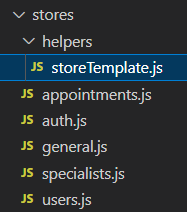 stores
helpers
JS storeTemplate.js
JS appointments.js
JS auth.js
JS general.js
JS specialists.js
JS users.js